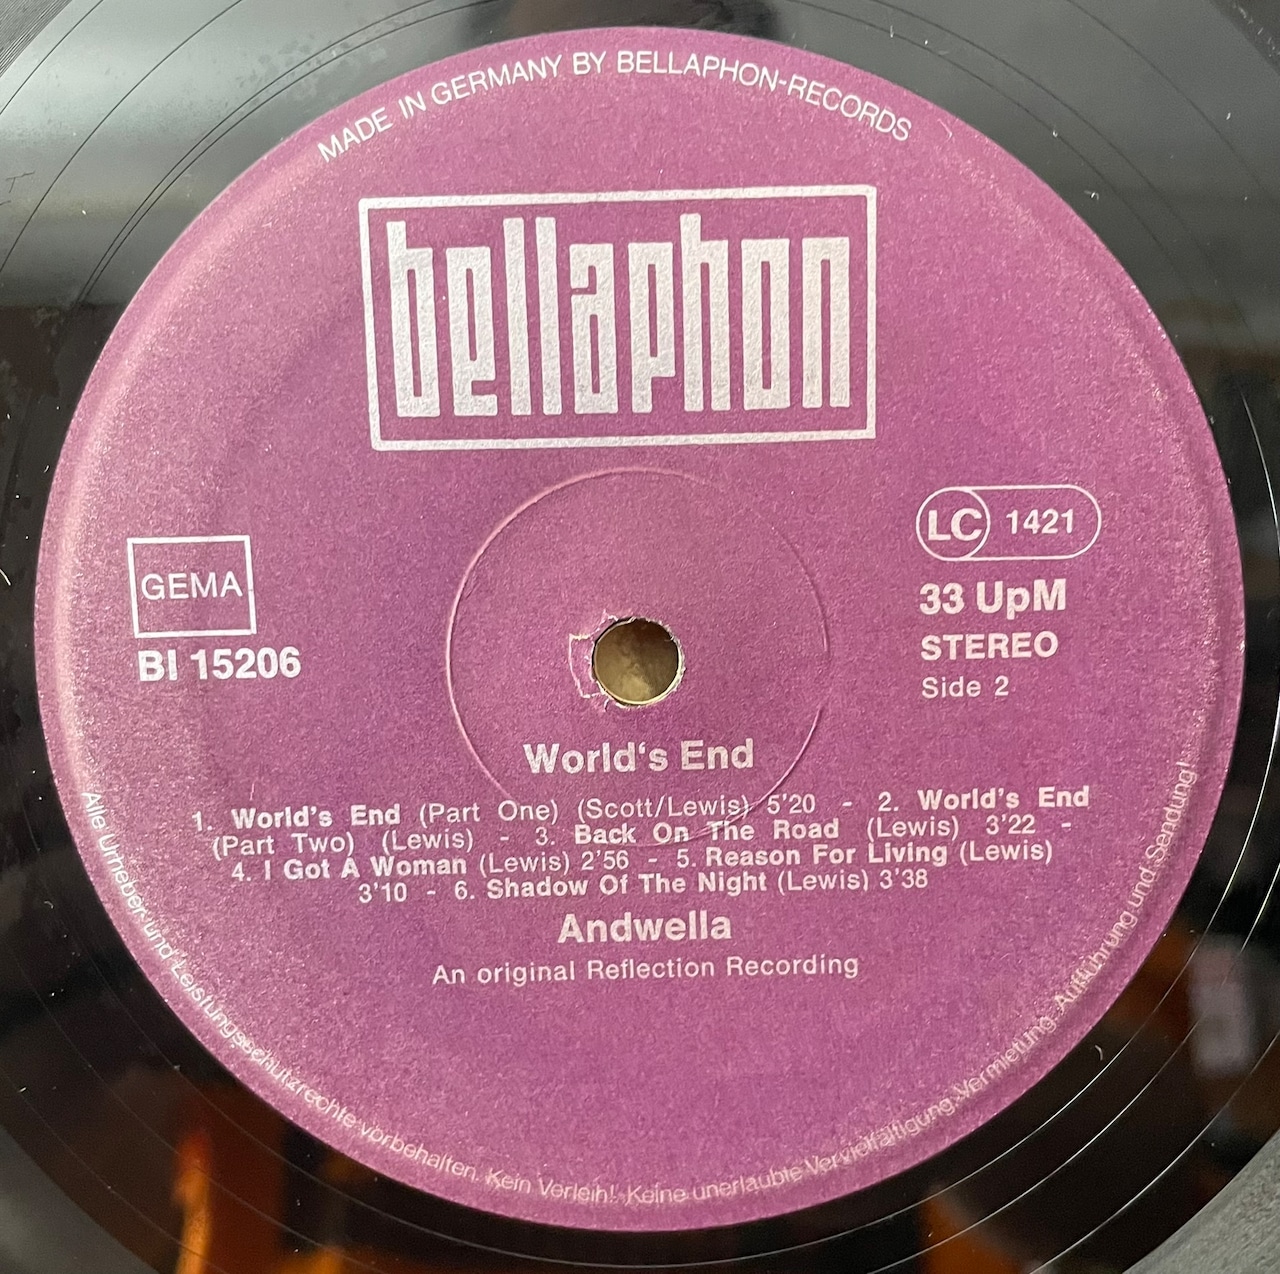 MADE IN GERMANY BY BELLAPHON-RECORDS
bellaphon
LC 1421
GEMA
33 UpM
BI 15206
STEREO
Side 2
World‘s End
1. World's End (Part One) (Scott/Lewis) 5'20 - 2. World's End
(Part Two) (Lewis) - 3. Back On The Road (Lewis) 3'22 -
4. I Got A Woman (Lewis) 2'56 - 5. Reason For Living (Lewis)
3'10 - 6. Shadow Of The Night (Lewis) 3'38
Andwella
An original Reflection Recording
Alle Urheber- und Leistungsschutzrechte vorbehalten. Kein Verleih! Keine unerlaubte Vervielfältigung, Vermietung, Aufführung und Sendung!